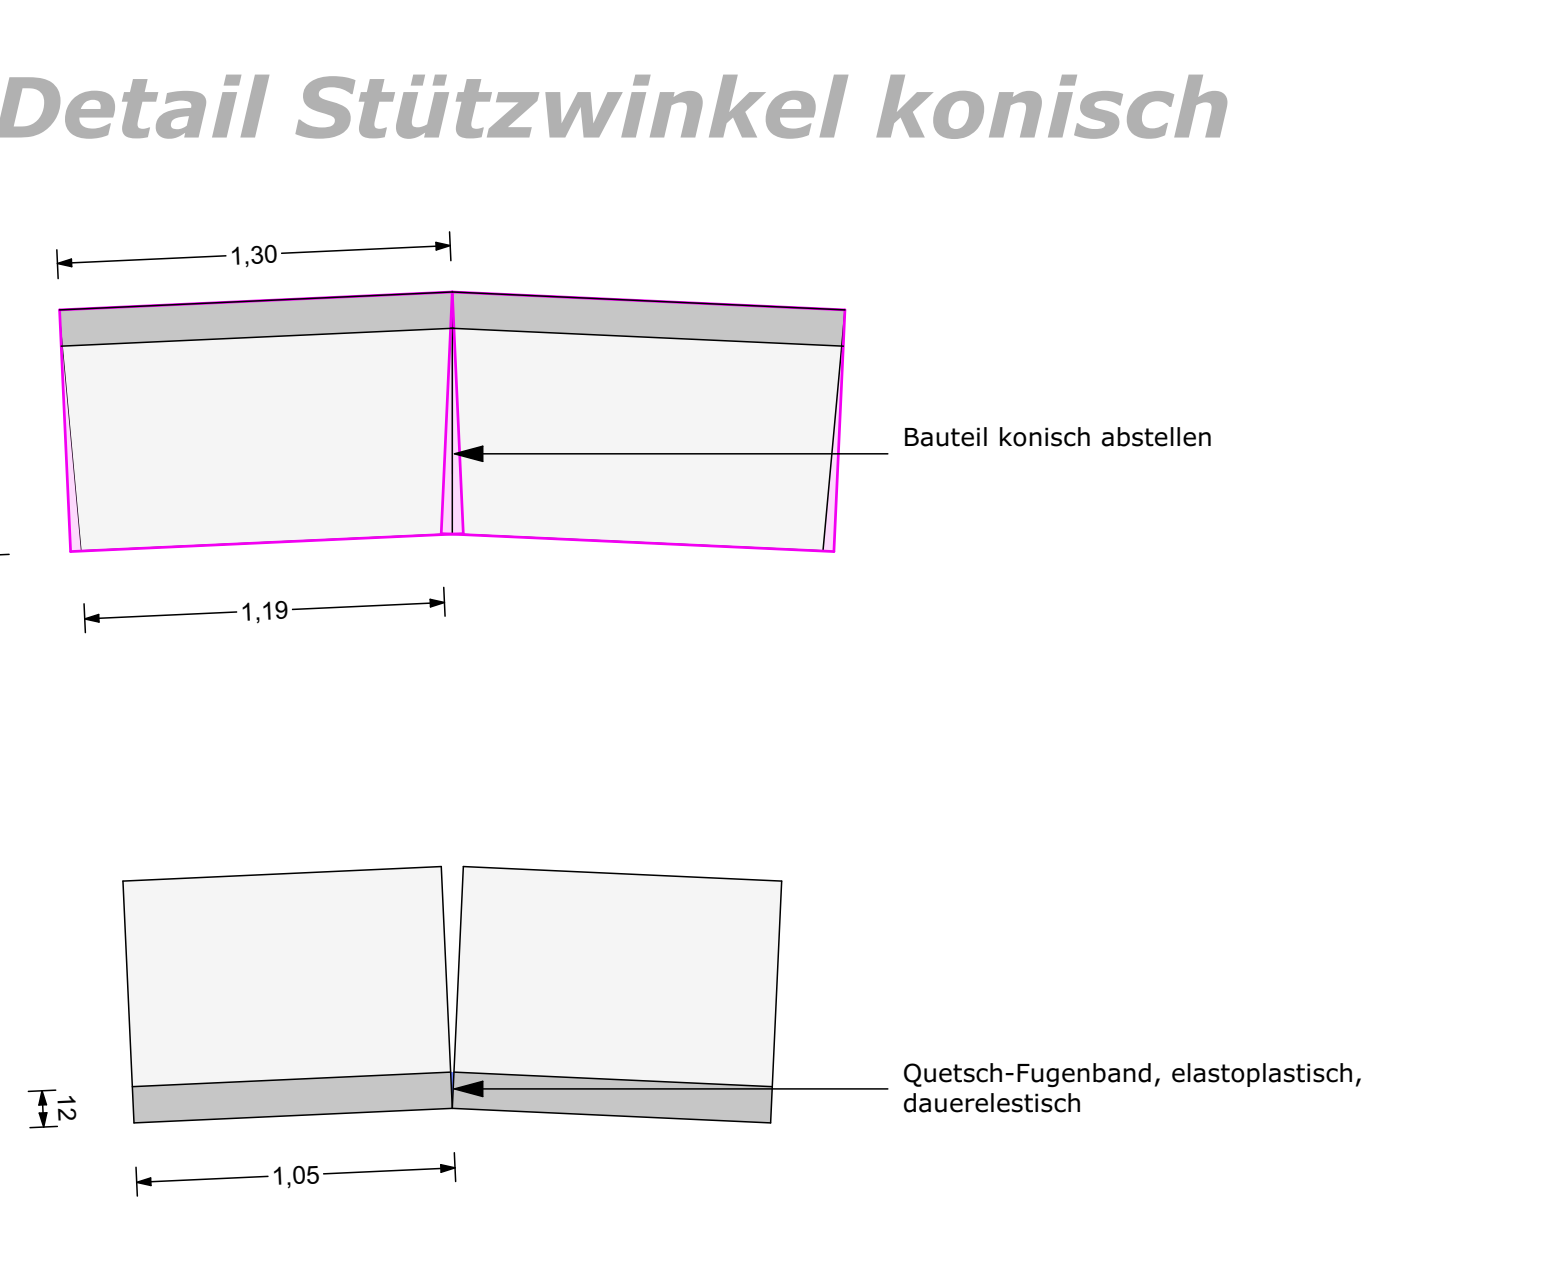 Detail Stützwinkel konisch
1,30
Bauteil konisch abstellen
1,19
Quetsch-Fugenband, elastoplastisch,
dauerelestisch
12
1,05